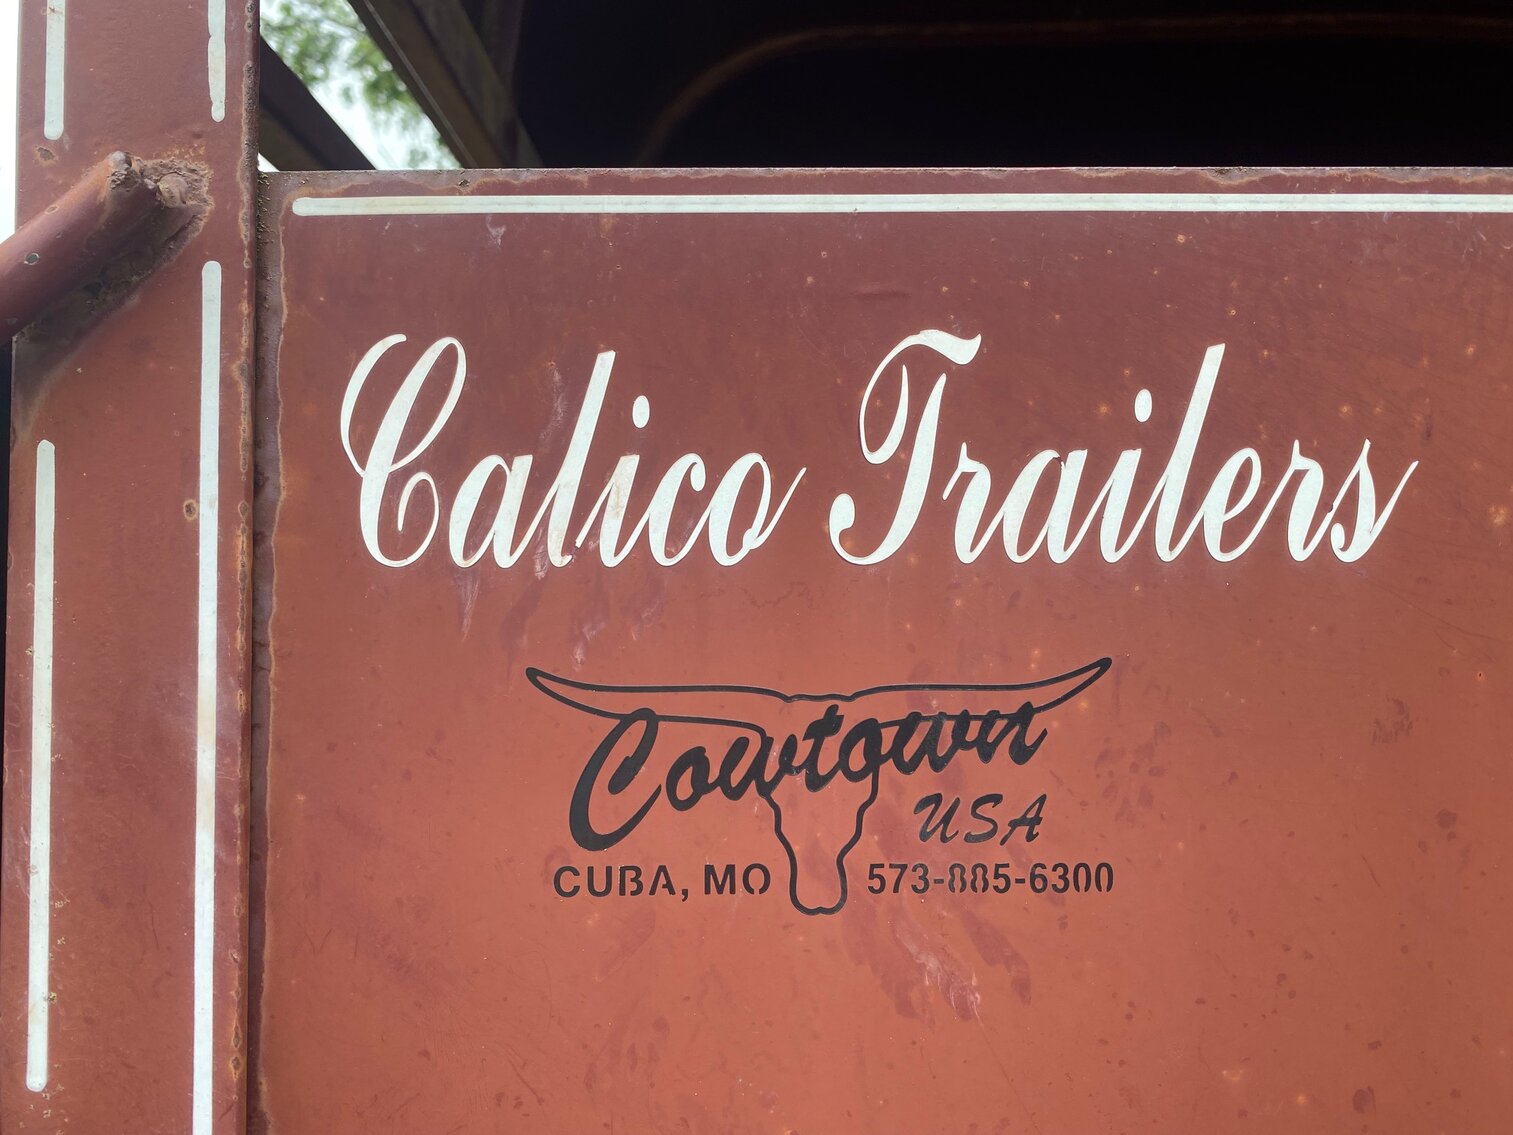 Calico Trailers
Cowtown
USA
CUBA, MO 573-885-6300